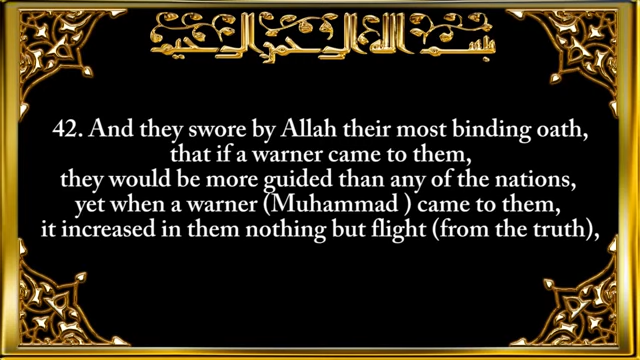 بسم الله الرحمن الرحيم
42. And they swore by Allah their most binding oath,
that if a warner came to them,
they would be more guided than any of the nations,
yet when a warner (Muhammad ) came to them,
it increased in them nothing but flight (from the truth),